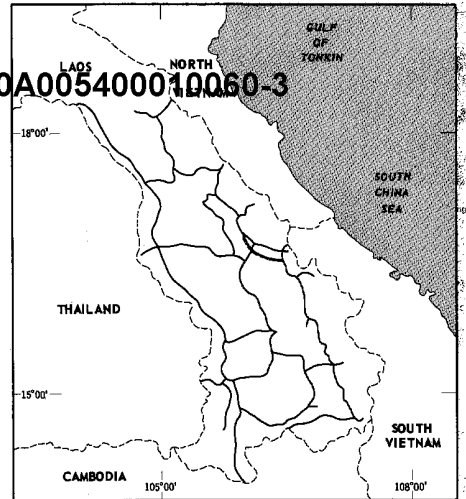 GULF
OF
TONKIN
LAOS
NORTH
VIETNAM
0A005400010060-3
18°00'
SOUTH
CHINA
SEA
THAILAND
15°00'
SOUTH
VIETNAM
CAMBODIA
105°00'
108°00'